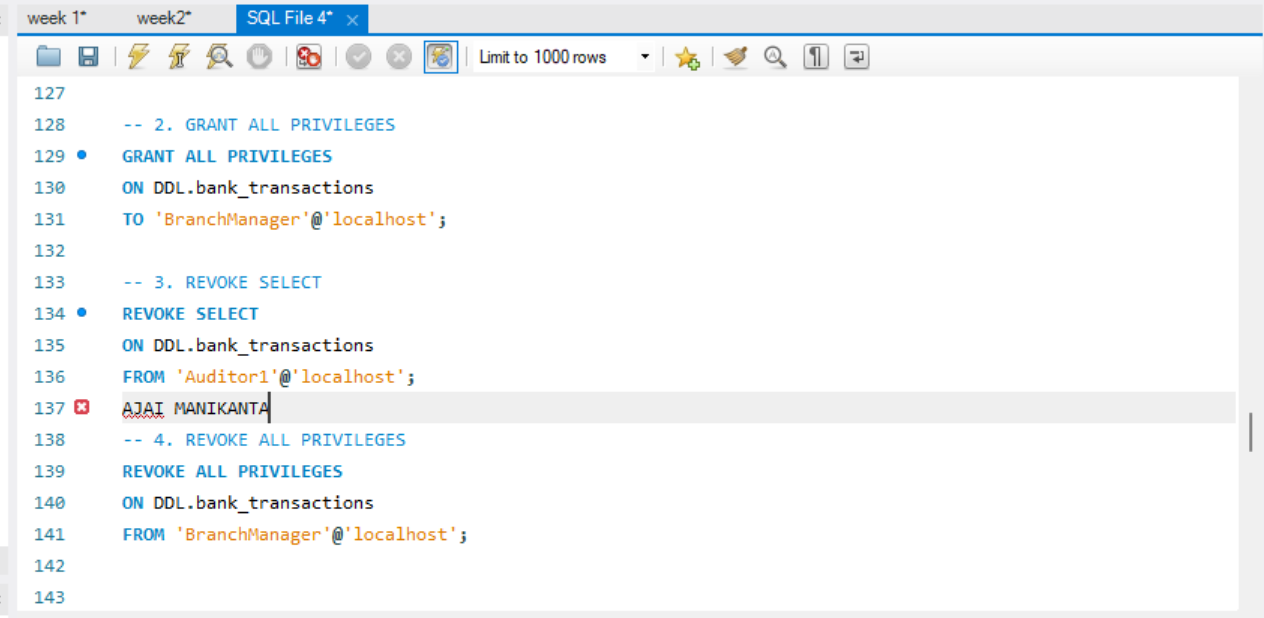 week 1* week2* SQL File 4*
Limit to 1000 rows
127
128 -- 2. GRANT ALL PRIVILEGES
129 GRANT ALL PRIVILEGES
130 ON DDL.bank_transactions
131 TO 'BranchManager'@'localhost';
132
133 -- 3. REVOKE SELECT
134 REVOKE SELECT
135 ON DDL.bank_transactions
136 FROM 'Auditor1'@'localhost';
137 AJAI MANIKANTA
138 -- 4. REVOKE ALL PRIVILEGES
139 REVOKE ALL PRIVILEGES
140 ON DDL.bank_transactions
141 FROM 'BranchManager'@'localhost';
142
143